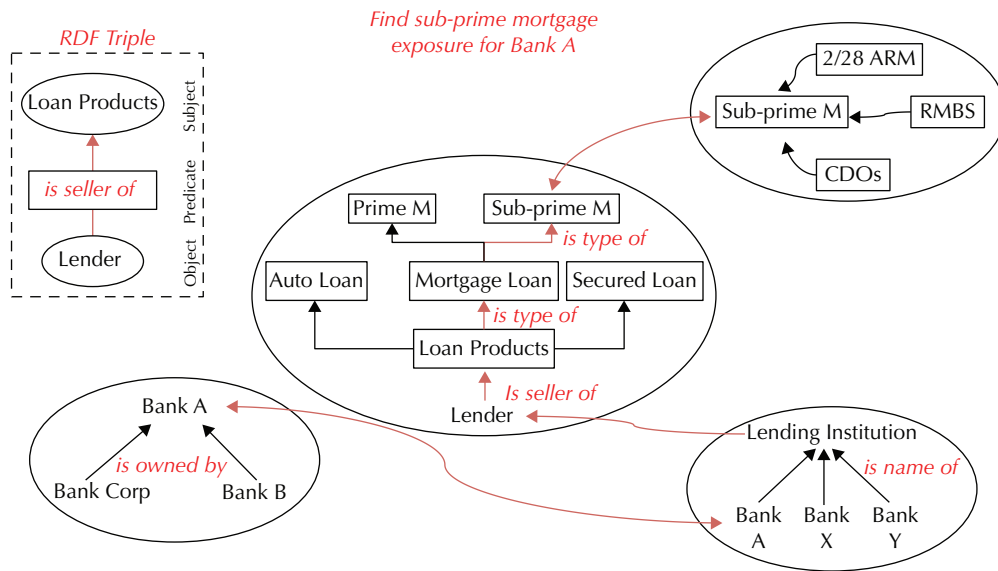 RDF Triple
Loan Products
Subject
is seller of
Predicate
Lender
Object
Find sub-prime mortgage
exposure for Bank A
2/28 ARM
Sub-prime M
RMBS
CDOs
Prime M
Sub-prime M
is type of
Auto Loan
Mortgage Loan
Secured Loan
is type of
Loan Products
Is seller of
Lender
Bank A
is owned by
Bank Corp
Bank B
Lending Institution
is name of
Bank
A
Bank
X
Bank
Y